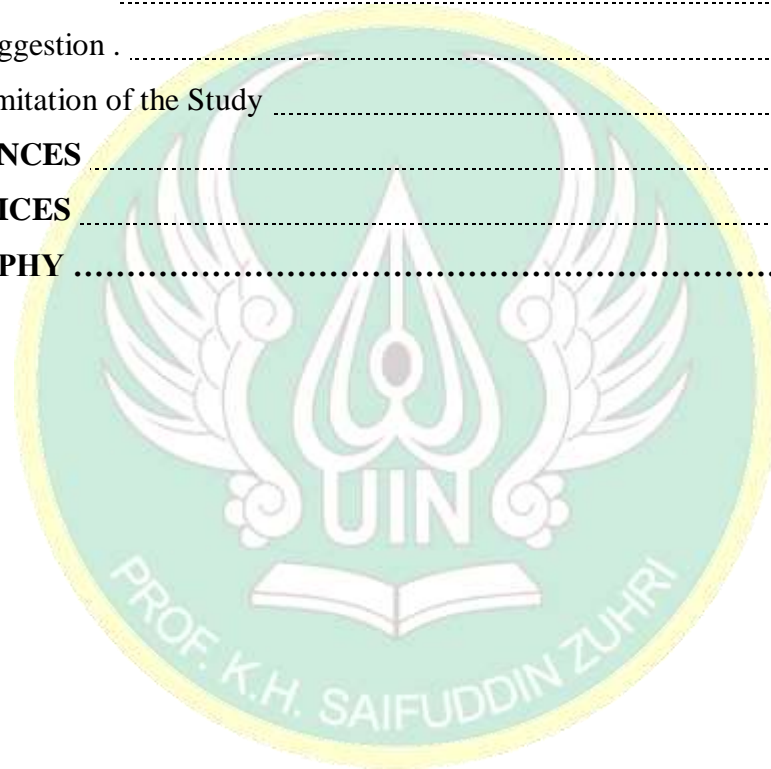 ggestion .
mitation of the Study
NCES
ICES
PHY
UIN
PROF. K.H. SAIFUDDIN ZUHRI